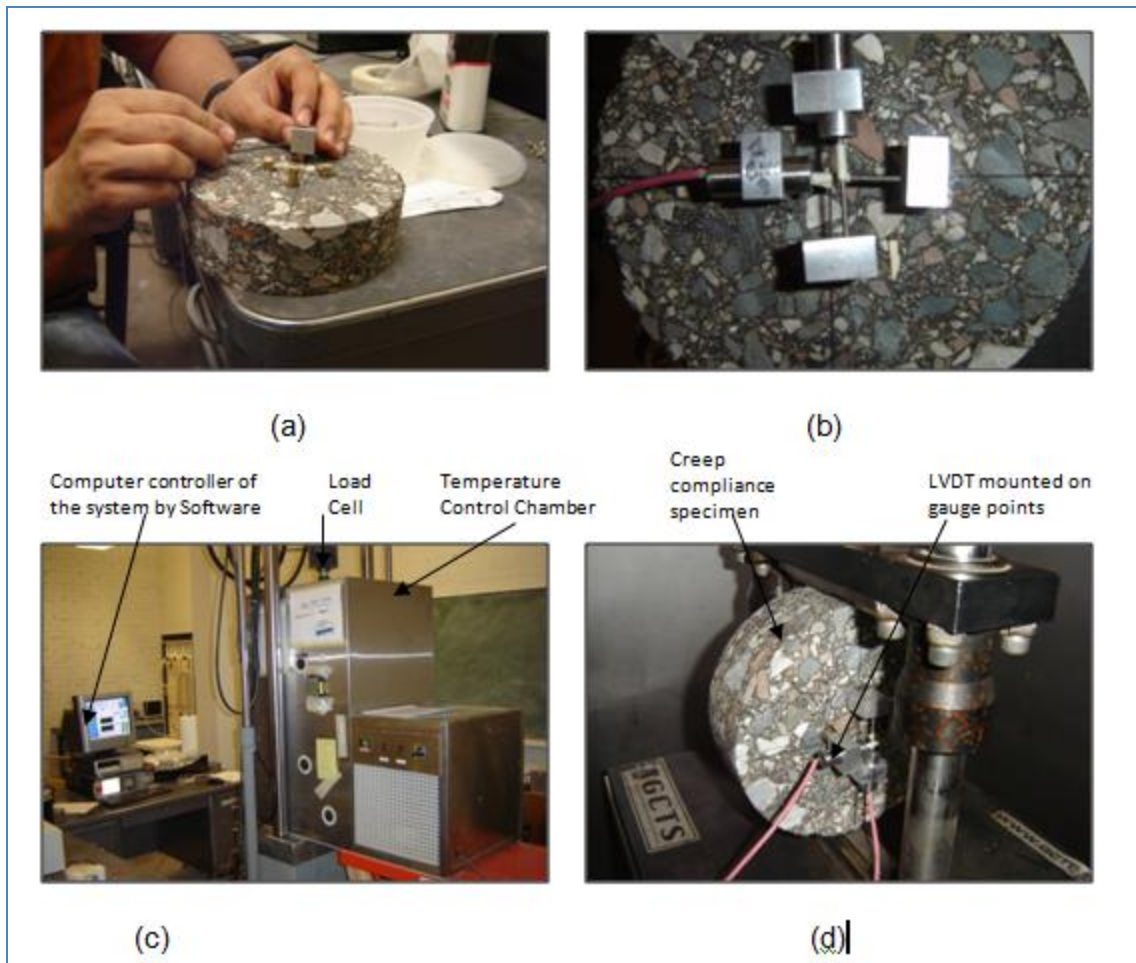 (a)
(b)
Computer controller of
the system by Software
Load
Cell
Temperature
Control Chamber
Creep
compliance
specimen
LVDT mounted on
gauge points
GCTS
(c)
(d)